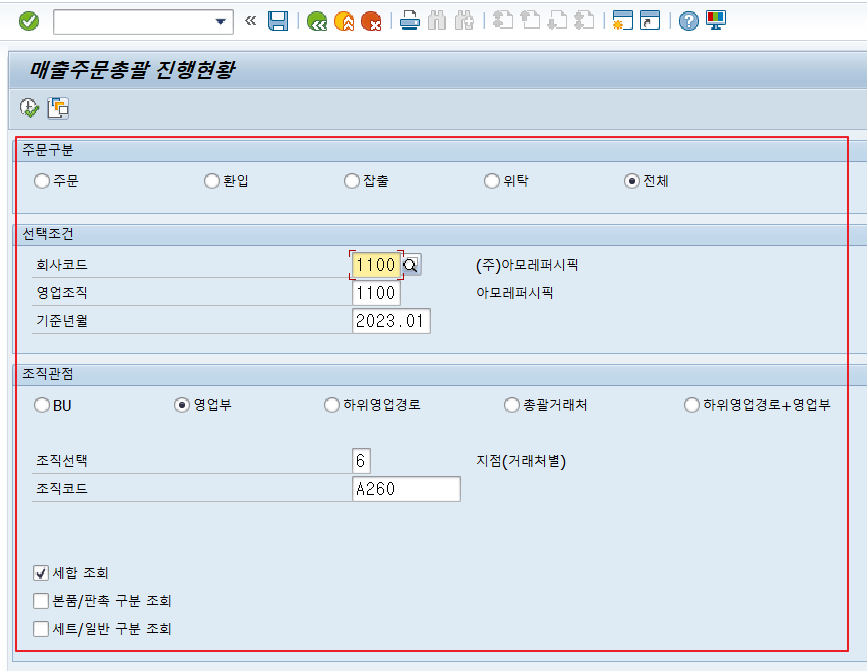 매출주문총괄 진행현황
주문구분
주문 환입 잡출 위탁 전체
선택조건
회사코드 1100 (주)아모레퍼시픽
영업조직 1100 아모레퍼시픽
기준년월 2023.01
조직관점
BU 영업부 하위영업경로 총괄거래처 하위영업경로+영업부
조직선택 6 지점(거래처별)
조직코드 A260
세합 조회
본품/판촉 구분 조회
세트/일반 구분 조회